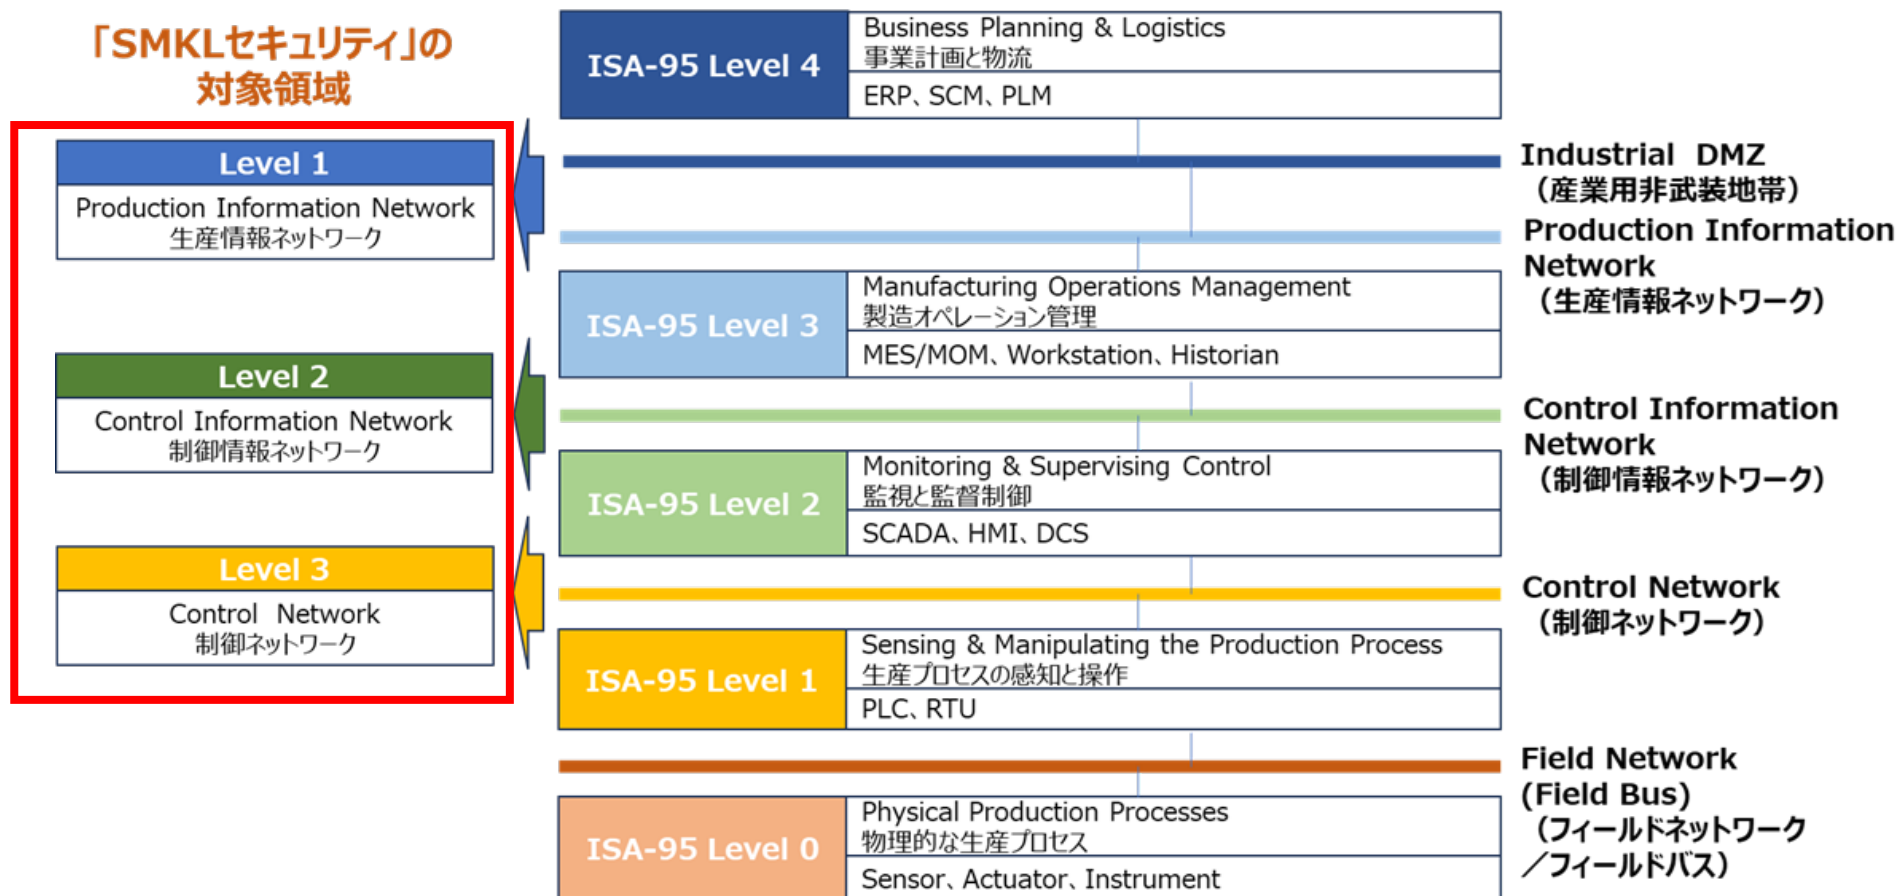 「SMKLセキュリティ」の
対象領域
Level 1
Production Information Network
生産情報ネットワーク
Level 2
Control Information Network
制御情報ネットワーク
Level 3
Control Network
制御ネットワーク
ISA-95 Level 4
Business Planning & Logistics
事業計画と物流
ERP、SCM、PLM
Industrial DMZ
（産業用非武装地帯）
Production Information
Network
（生産情報ネットワーク）
ISA-95 Level 3
Manufacturing Operations Management
製造オペレーション管理
MES/MOM、Workstation、Historian
Control Information
Network
（制御情報ネットワーク）
ISA-95 Level 2
Monitoring & Supervising Control
監視と監督制御
SCADA、HMI、DCS
Control Network
（制御ネットワーク）
ISA-95 Level 1
Sensing & Manipulating the Production Process
生産プロセスの感知と操作
PLC、RTU
Field Network
(Field Bus)
（フィールドネットワーク
／フィールドバス）
ISA-95 Level 0
Physical Production Processes
物理的な生産プロセス
Sensor、Actuator、Instrument